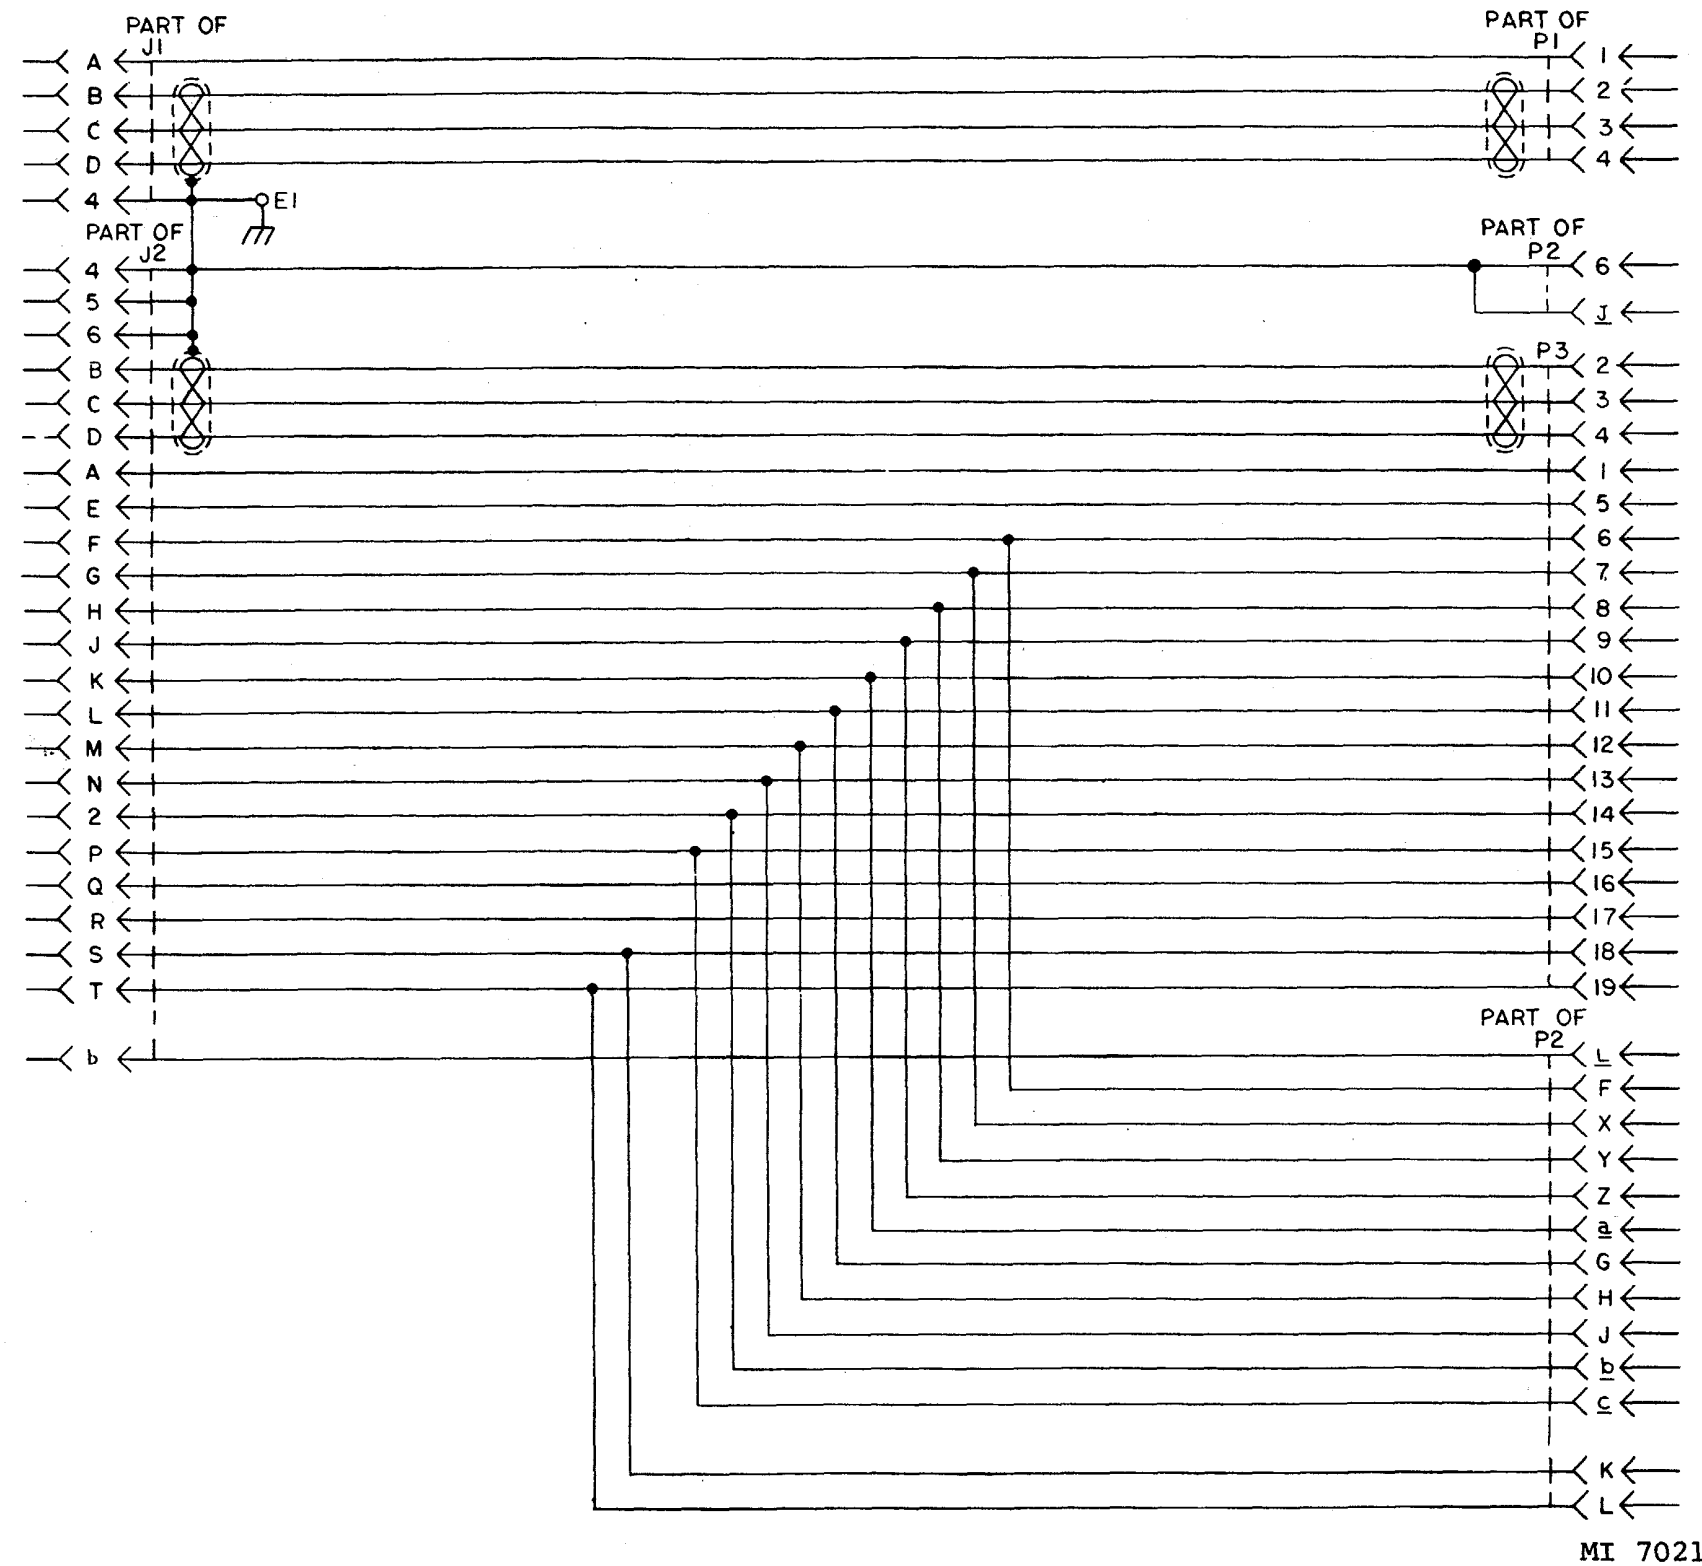 PART OF
J1
PART OF
P1
A 1
B 2
C 3
D 4
4 E1
PART OF
J2
PART OF
P2
4 6
5 J
6
P3
B 2
C 3
D 4
A 1
E 5
F 6
G 7
H 8
J 9
K 10
L 11
M 12
N 13
2 14
P 15
Q 16
R 17
S 18
T 19
PART OF
P2
b L
F
X
Y
Z
a
G
H
J
b
c
K
L
MI 7021